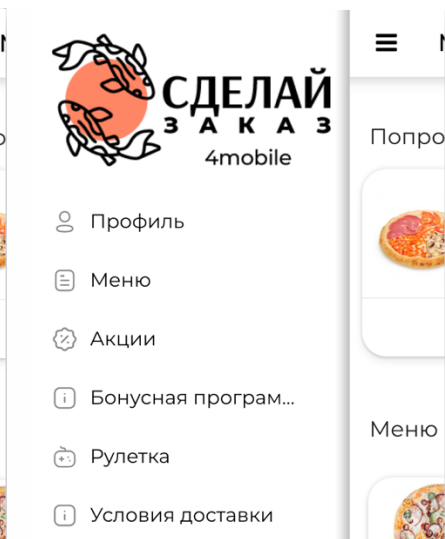 СДЕЛАЙ
ЗАКАЗ
4mobile
Попро
Профиль
Меню
Акции
Бонусная програм...
Рулетка
Меню
Условия доставки